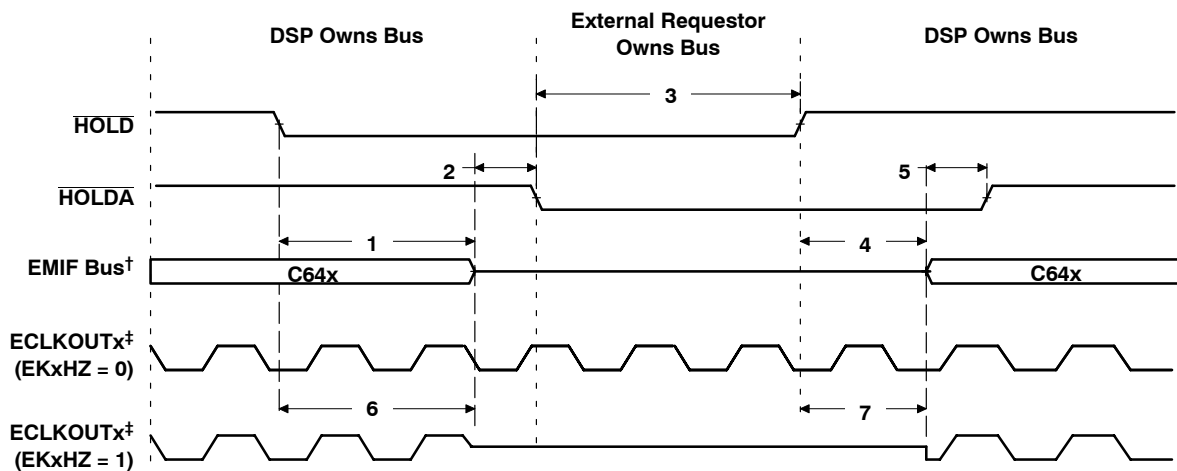 DSP Owns Bus
External Requestor
Owns Bus
DSP Owns Bus
3
HOLD
2
5
HOLDA
1
4
EMIF Bus†
C64x
C64x
ECLKOUTx‡
(EKxHZ = 0)
6
7
ECLKOUTx‡
(EKxHZ = 1)